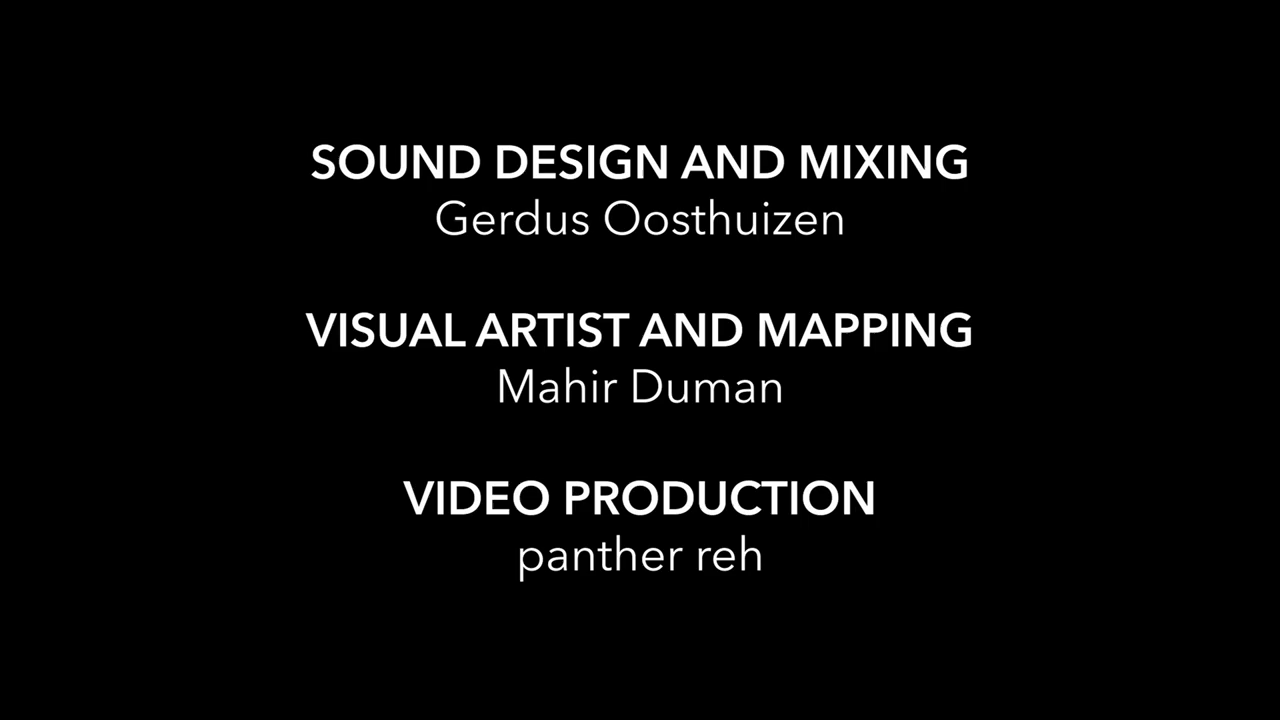 SOUND DESIGN AND MIXING
Gerdus Oosthuizen
VISUAL ARTIST AND MAPPING
Mahir Duman
VIDEO PRODUCTION
panther reh